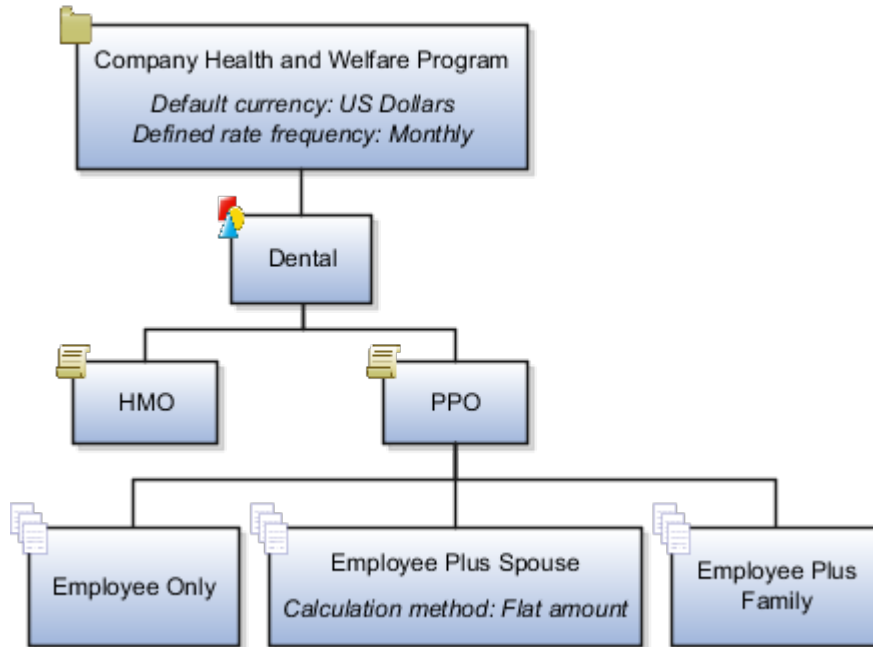 Company Health and Welfare Program
Default currency: US Dollars
Defined rate frequency: Monthly
Dental
HMO
PPO
Employee Only
Employee Plus Spouse
Calculation method: Flat amount
Employee Plus
Family